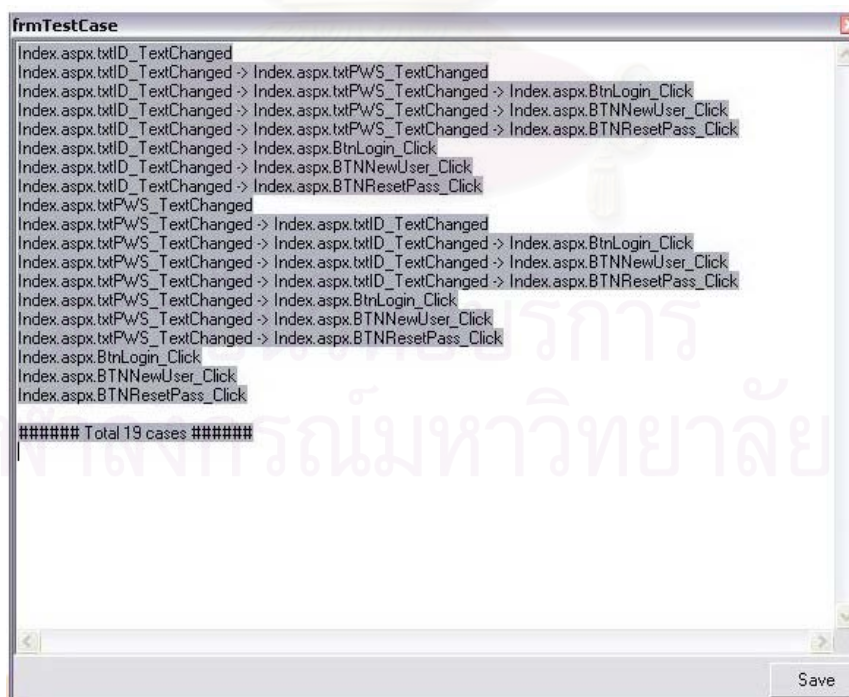 frmTestCase
Index.aspx.txtID_TextChanged
Index.aspx.txtID_TextChanged -> Index.aspx.txtPWS_TextChanged
Index.aspx.txtID_TextChanged -> Index.aspx.txtPWS_TextChanged -> Index.aspx.BtnLogin_Click
Index.aspx.txtID_TextChanged -> Index.aspx.txtPWS_TextChanged -> Index.aspx.BTNNewUser_Click
Index.aspx.txtID_TextChanged -> Index.aspx.txtPWS_TextChanged -> Index.aspx.BTNResetPass_Click
Index.aspx.txtID_TextChanged -> Index.aspx.BtnLogin_Click
Index.aspx.txtID_TextChanged -> Index.aspx.BTNNewUser_Click
Index.aspx.txtID_TextChanged -> Index.aspx.BTNResetPass_Click
Index.aspx.txtPWS_TextChanged
Index.aspx.txtPWS_TextChanged -> Index.aspx.txtID_TextChanged
Index.aspx.txtPWS_TextChanged -> Index.aspx.txtID_TextChanged -> Index.aspx.BtnLogin_Click
Index.aspx.txtPWS_TextChanged -> Index.aspx.txtID_TextChanged -> Index.aspx.BTNNewUser_Click
Index.aspx.txtPWS_TextChanged -> Index.aspx.txtID_TextChanged -> Index.aspx.BTNResetPass_Click
Index.aspx.txtPWS_TextChanged -> Index.aspx.BtnLogin_Click
Index.aspx.txtPWS_TextChanged -> Index.aspx.BTNNewUser_Click
Index.aspx.txtPWS_TextChanged -> Index.aspx.BTNResetPass_Click
Index.aspx.BtnLogin_Click
Index.aspx.BTNNewUser_Click
Index.aspx.BTNResetPass_Click
###### Total 19 cases ######
Save